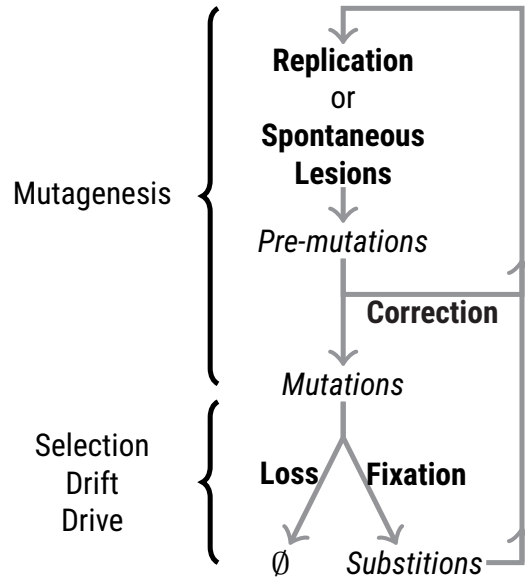 Replication
or
Spontaneous
Lesions
Mutagenesis
Pre-mutations
Correction
Mutations
Selection
Drift
Drive
Loss
Fixation
Ø
Substitions